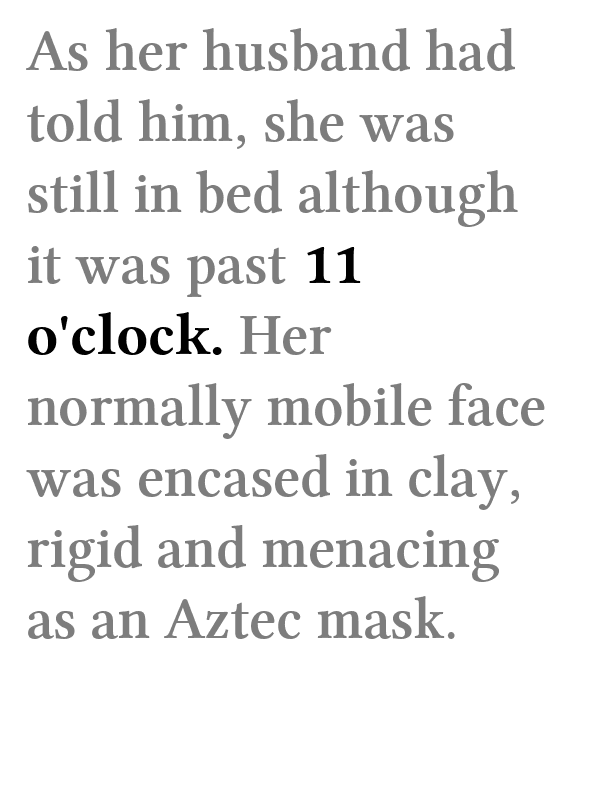 As her husband had
told him, she was
still in bed although
it was past 11
o'clock. Her
normally mobile face
was encased in clay,
rigid and menacing
as an Aztec mask.